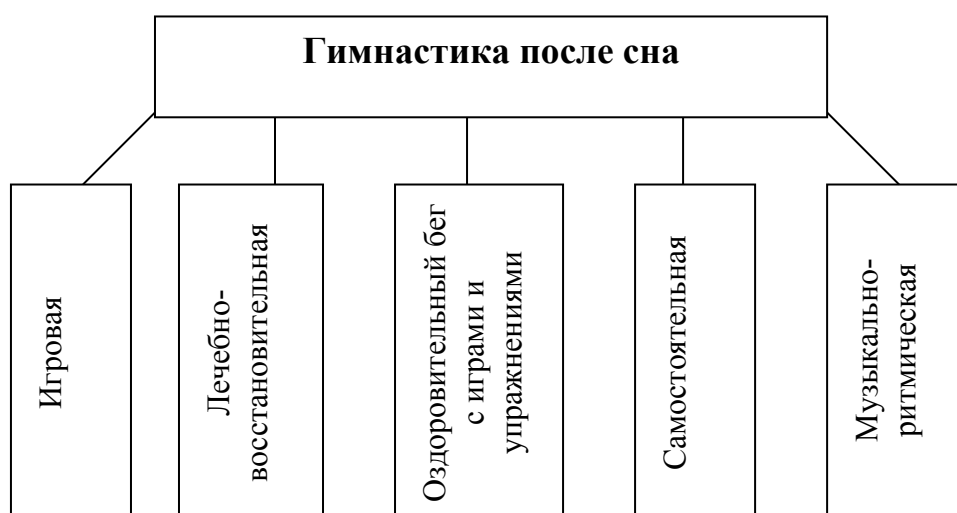 Гимнастика после сна
Игровая
Лечебно-
восстановительная
Оздоровительный бег
с играми и
упражнениями
Самостоятельная
Музыкально-
ритмическая